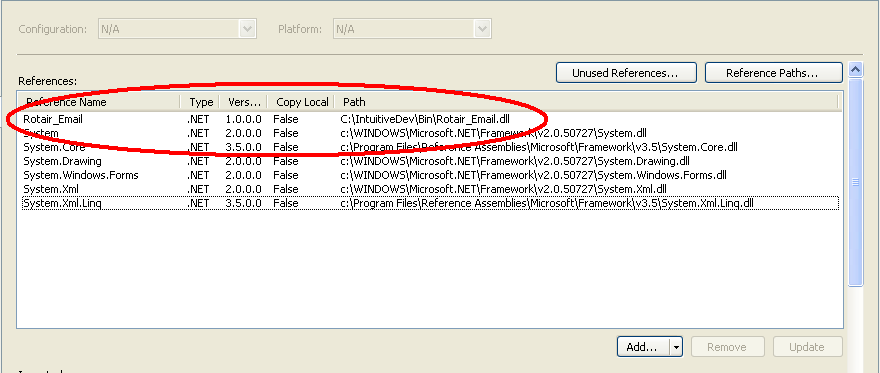 Configuration: N/A Platform: N/A
Unused References... Reference Paths...
References:
Reference Name Type Vers... Copy Local Path
Rotair_Email .NET 1.0.0.0 False C:\IntuitiveDev\Bin\Rotair_Email.dll
System .NET 2.0.0.0 False c:\WINDOWS\Microsoft.NET\Framework\v2.0.50727\System.dll
System.Core .NET 3.5.0.0 False c:\Program Files\Reference Assemblies\Microsoft\Framework\v3.5\System.Core.dll
System.Drawing .NET 2.0.0.0 False c:\WINDOWS\Microsoft.NET\Framework\v2.0.50727\System.Drawing.dll
System.Windows.Forms .NET 2.0.0.0 False c:\WINDOWS\Microsoft.NET\Framework\v2.0.50727\System.Windows.Forms.dll
System.Xml .NET 2.0.0.0 False c:\WINDOWS\Microsoft.NET\Framework\v2.0.50727\System.Xml.dll
System.Xml.Linq .NET 3.5.0.0 False c:\Program Files\Reference Assemblies\Microsoft\Framework\v3.5\System.Xml.Linq.dll
Add... Remove Update